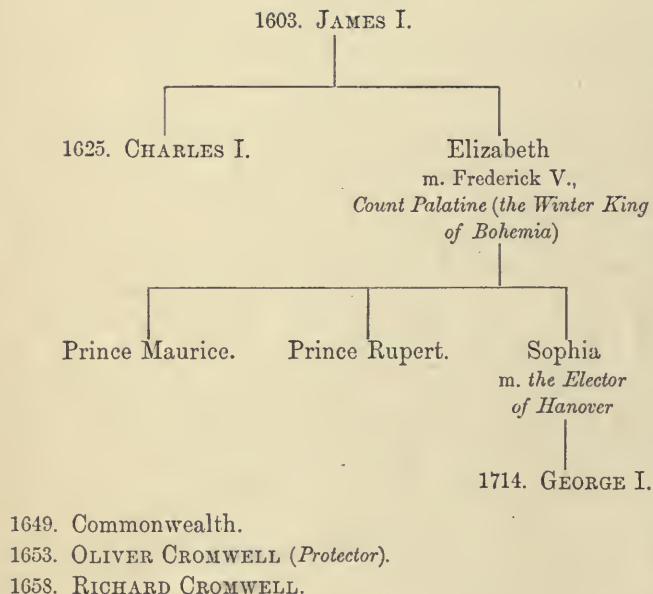 1603. JAMES I.
1625. CHARLES I.
Elizabeth
m. Frederick V.,
Count Palatine (the Winter King
of Bohemia)
Prince Maurice.
Prince Rupert.
Sophia
m. the Elector
of Hanover
1714. GEORGE I.
1649. Commonwealth.
1653. OLIVER CROMWELL (Protector).
1658. RICHARD CROMWELL.